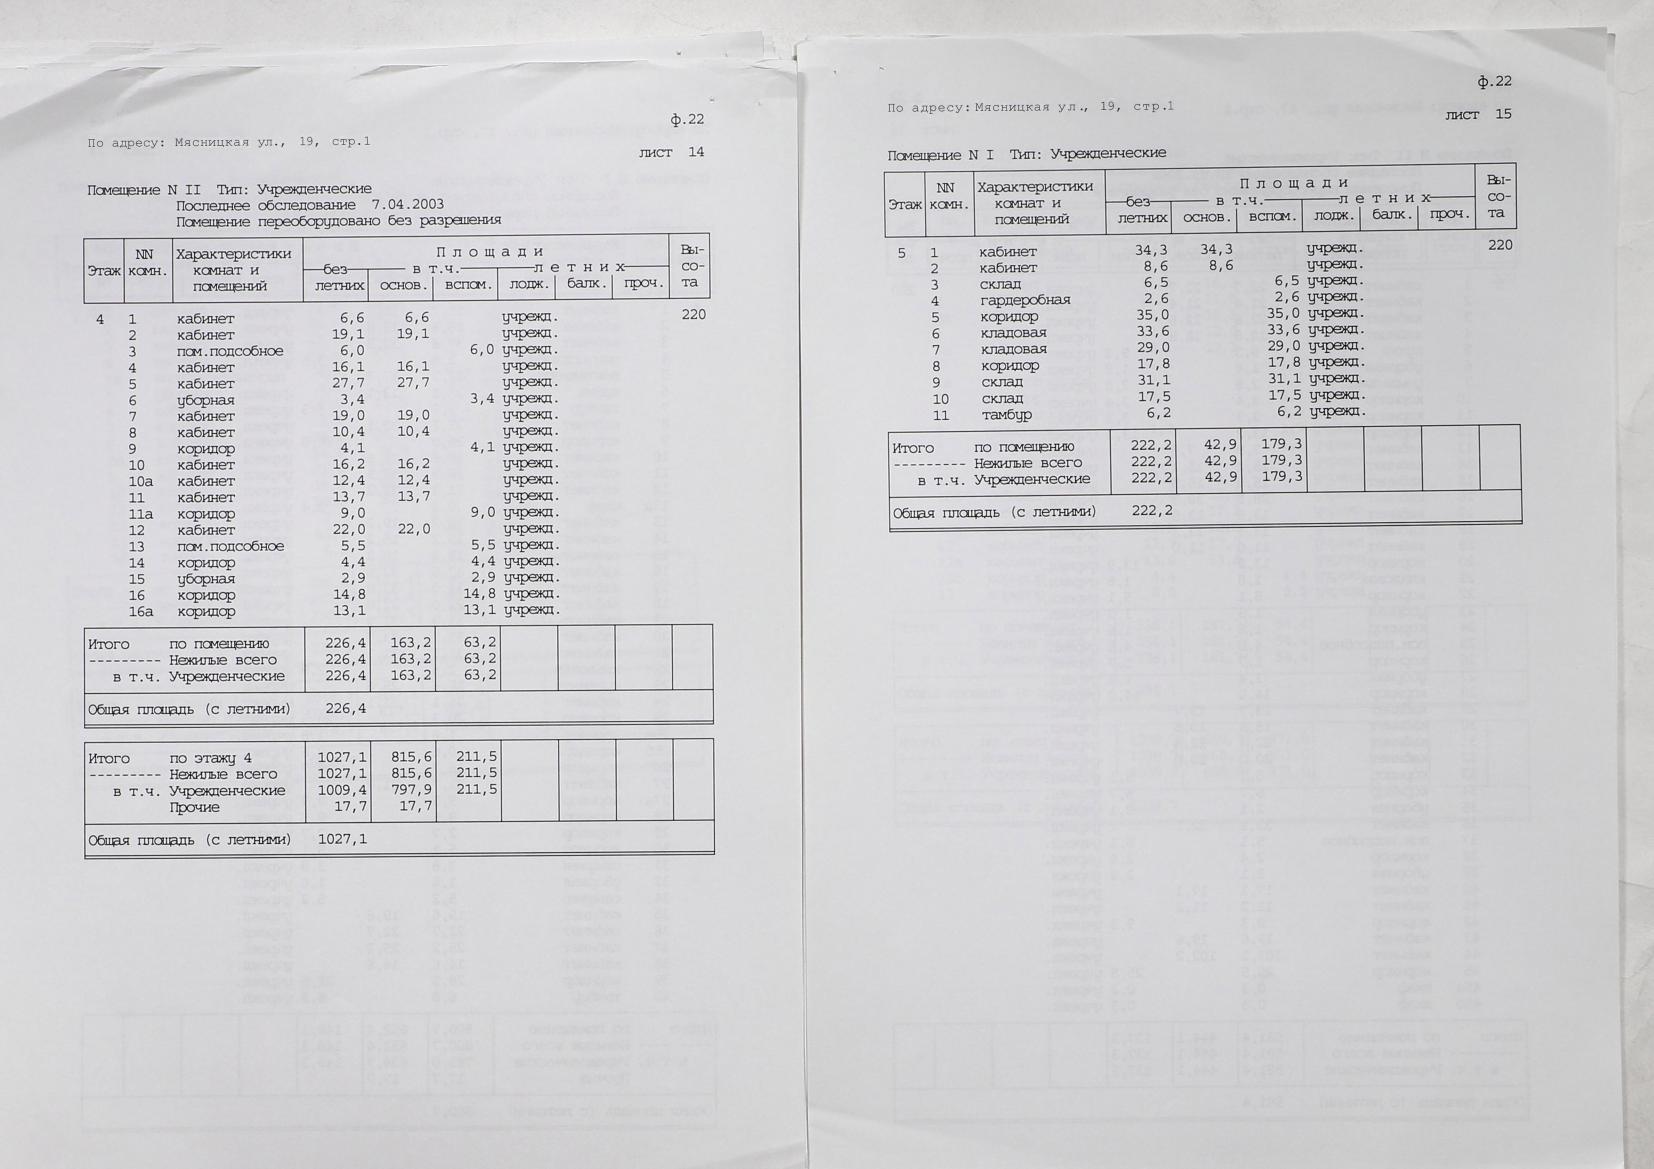 ф.22
По адресу: Мясницкая ул., 19, стр.1
лист 14
Помещение N II Тип: Учрежденческие
Последнее обследование 7.04.2003
Помещение переоборудовано без разрешения
Этаж NN комн. Характеристики комнат и помещений Площади Вы-сота
без летних в т.ч. летних
основ. вспом. лодж. балк. проч.
4 1 кабинет 6,6 6,6 учрежд. 220
2 кабинет 19,1 19,1 учрежд.
3 пом.подсобное 6,0 6,0 учрежд.
4 кабинет 16,1 16,1 учрежд.
5 кабинет 27,7 27,7 учрежд.
6 уборная 3,4 3,4 учрежд.
7 кабинет 19,0 19,0 учрежд.
8 кабинет 10,4 10,4 учрежд.
9 коридор 4,1 4,1 учрежд.
10 кабинет 16,2 16,2 учрежд.
10а кабинет 12,4 12,4 учрежд.
11 кабинет 13,7 13,7 учрежд.
11а коридор 9,0 9,0 учрежд.
12 кабинет 22,0 22,0 учрежд.
13 пом.подсобное 5,5 5,5 учрежд.
14 коридор 4,4 4,4 учрежд.
15 уборная 2,9 2,9 учрежд.
16 коридор 14,8 14,8 учрежд.
16а коридор 13,1 13,1 учрежд.
Итого по помещению 226,4 163,2 63,2
--------- Нежилые всего 226,4 163,2 63,2
в т.ч. Учрежденческие 226,4 163,2 63,2
Общая площадь (с летними) 226,4
Итого по этажу 4 1027,1 815,6 211,5
--------- Нежилые всего 1027,1 815,6 211,5
в т.ч. Учрежденческие 1009,4 797,9 211,5
Прочие 17,7 17,7
Общая площадь (с летними) 1027,1
ф.22
По адресу: Мясницкая ул., 19, стр.1
лист 15
Помещение N I Тип: Учрежденческие
Этаж NN комн. Характеристики комнат и помещений Площади Вы-сота
без летних в т.ч. летних
основ. вспом. лодж. балк. проч.
5 1 кабинет 34,3 34,3 учрежд. 220
2 кабинет 8,6 8,6 учрежд.
3 склад 6,5 6,5 учрежд.
4 гардеробная 2,6 2,6 учрежд.
5 коридор 35,0 35,0 учрежд.
6 кладовая 33,6 33,6 учрежд.
7 кладовая 29,0 29,0 учрежд.
8 коридор 17,8 17,8 учрежд.
9 склад 31,1 31,1 учрежд.
10 склад 17,5 17,5 учрежд.
11 тамбур 6,2 6,2 учрежд.
Итого по помещению 222,2 42,9 179,3
--------- Нежилые всего 222,2 42,9 179,3
в т.ч. Учрежденческие 222,2 42,9 179,3
Общая площадь (с летними) 222,2